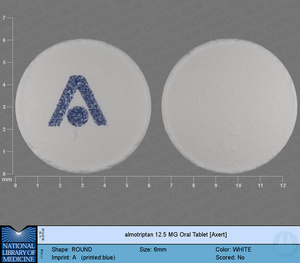 A
7
6
5
4
3
2
1
0
mm
0 1 2 3 4 5 6 7 8 9 10 11 12
mm
NATIONAL
LIBRARY OF
MEDICINE
almotriptan 12.5 MG Oral Tablet [Axert]
Shape: ROUND Size: 6mm Color: WHITE
Imprint: A (printed:blue) Scored: No